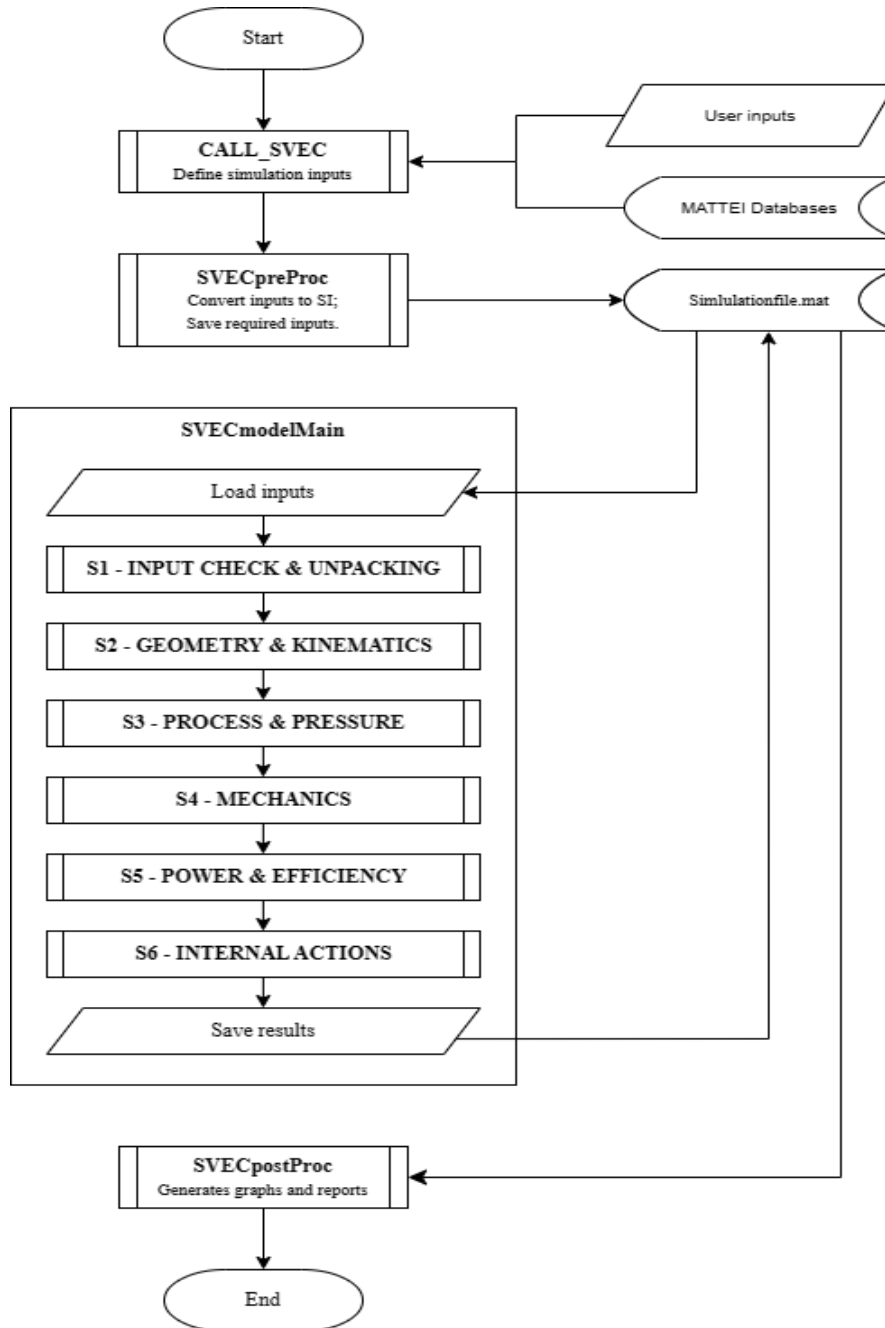 Start
User inputs
CALL_SVEC
Define simulation inputs
MATTEI Databases
SVECpreProc
Convert inputs to SI;
Save required inputs.
Simlulationfile.mat
SVECmodelMain
Load inputs
S1 - INPUT CHECK & UNPACKING
S2 - GEOMETRY & KINEMATICS
S3 - PROCESS & PRESSURE
S4 - MECHANICS
S5 - POWER & EFFICIENCY
S6 - INTERNAL ACTIONS
Save results
SVECpostProc
Generates graphs and reports
End